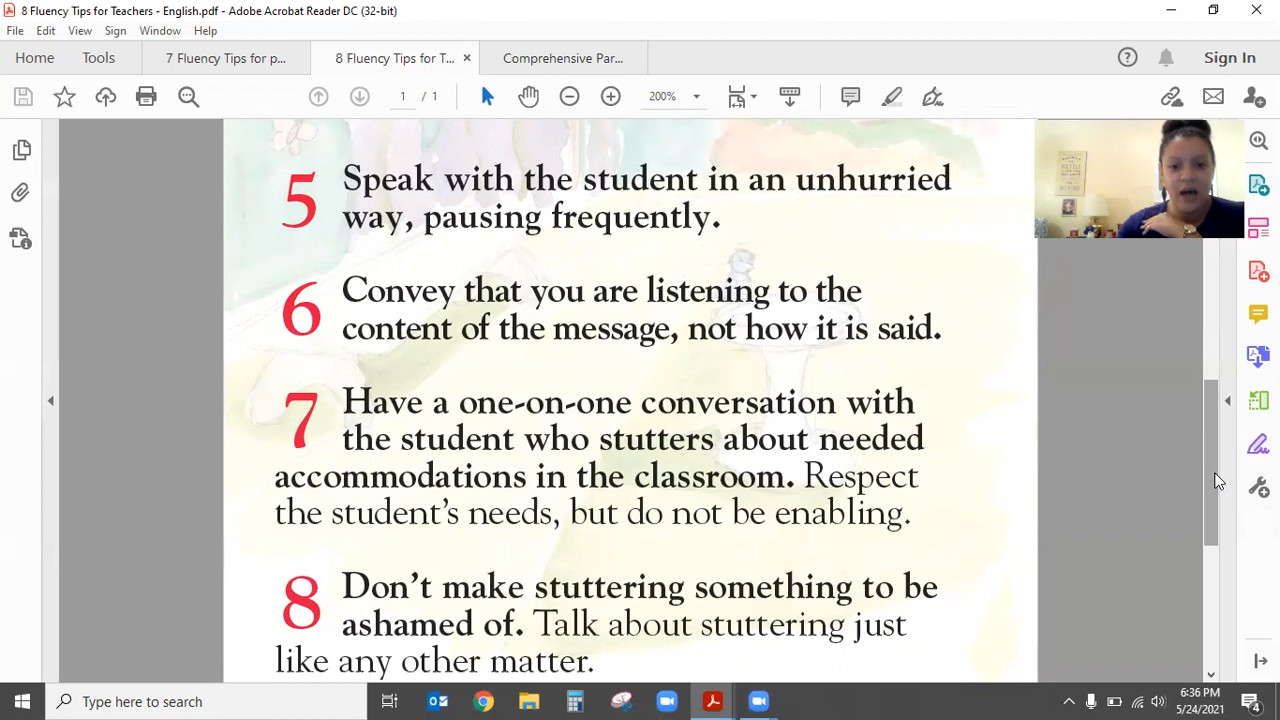 8 Fluency Tips for Teachers - English.pdf - Adobe Acrobat Reader DC (32-bit)
File Edit View Sign Window Help
Home Tools 7 Fluency Tips for p... 8 Fluency Tips for T... × Comprehensive Par... Sign In
1 / 1 200%
5 Speak with the student in an unhurried
way, pausing frequently.
6 Convey that you are listening to the
content of the message, not how it is said.
7 Have a one-on-one conversation with
the student who stutters about needed
accommodations in the classroom. Respect
the student's needs, but do not be enabling.
8 Don't make stuttering something to be
ashamed of. Talk about stuttering just
like any other matter.
Type here to search
6:36 PM
5/24/2021
4